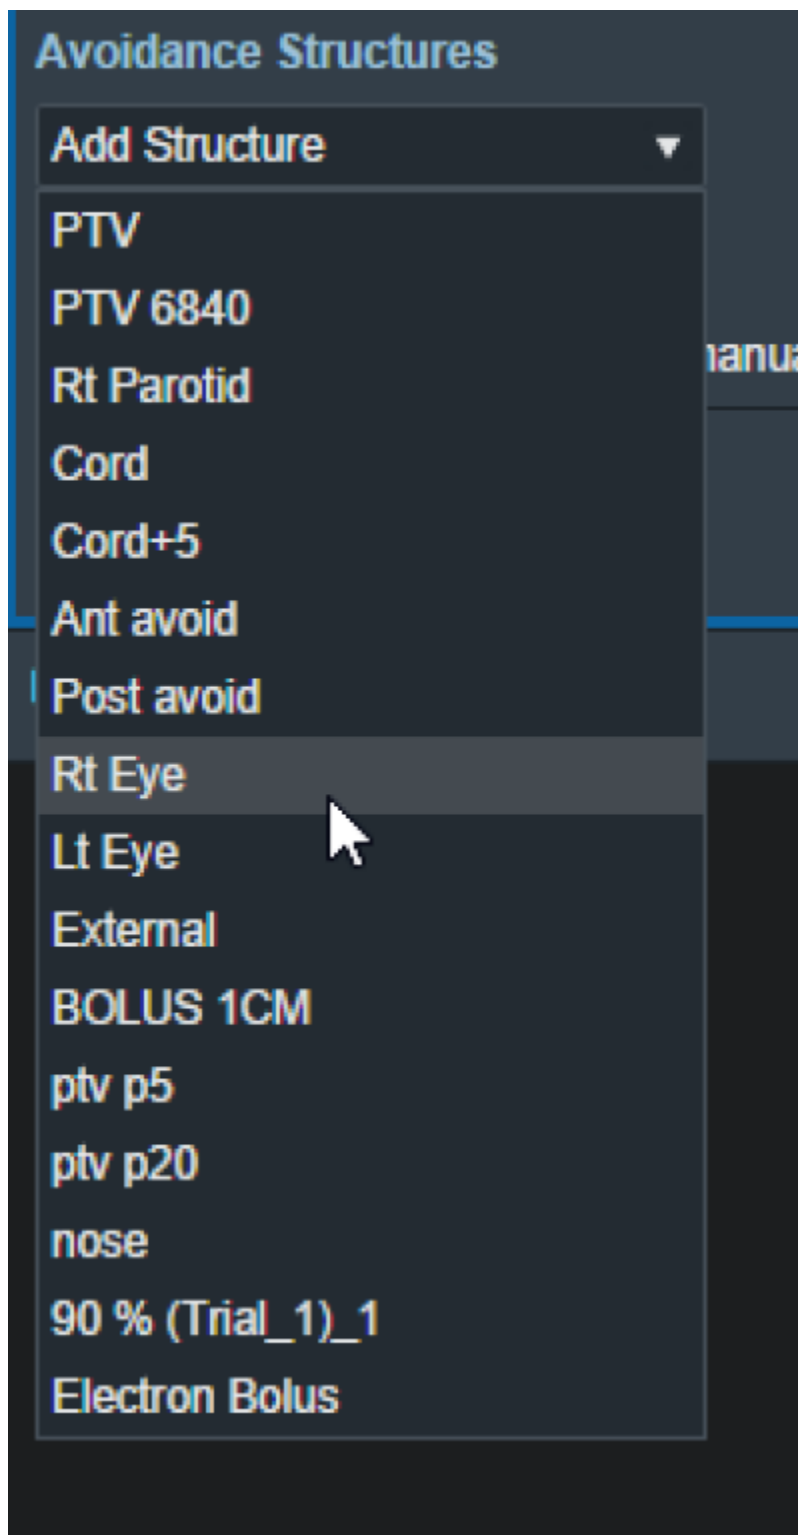 Avoidance Structures
Add Structure
PTV
PTV 6840
Rt Parotid
Cord
Cord+5
Ant avoid
Post avoid
Rt Eye
Lt Eye
External
BOLUS 1CM
ptv p5
ptv p20
nose
90 % (Trial_1)_1
Electron Bolus